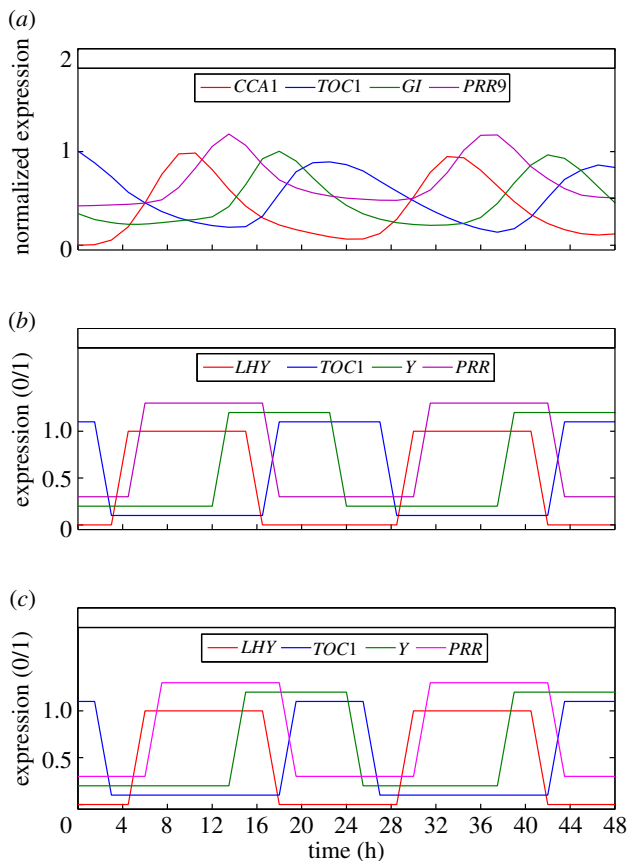 (a)
2
CCA1 TOC1 GI PRR9
normalized expression
1
0
(b)
LHY TOC1 Y PRR
expression (0/1)
1.0
0.5
0
(c)
LHY TOC1 Y PRR
expression (0/1)
1.0
0.5
0 4 8 12 16 20 24 28 32 36 42 44 48
time (h)